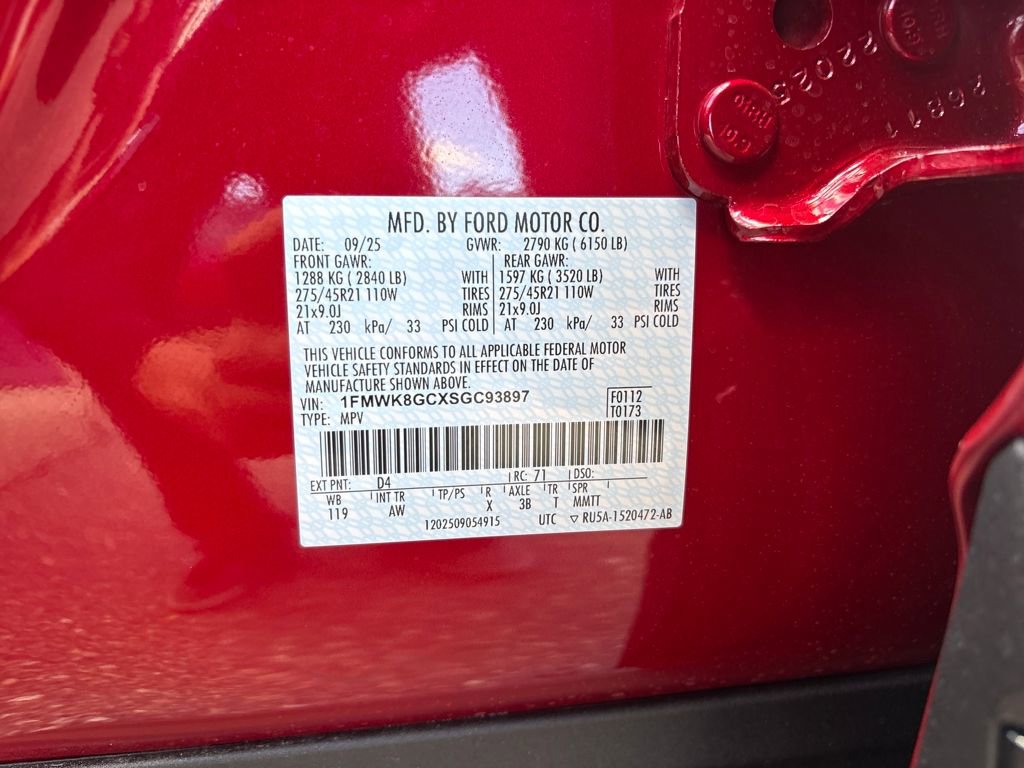 MFD. BY FORD MOTOR CO.
DATE: 09/25 GVWR: 2790 KG ( 6150 LB)
FRONT GAWR: REAR GAWR:
1288 KG ( 2840 LB) WITH 1597 KG ( 3520 LB) WITH
275/45R21 110W TIRES 275/45R21 110W TIRES
21x9.0J RIMS 21x9.0J RIMS
AT 230 kPa/ 33 PSI COLD AT 230 kPa/ 33 PSI COLD
THIS VEHICLE CONFORMS TO ALL APPLICABLE FEDERAL MOTOR
VEHICLE SAFETY STANDARDS IN EFFECT ON THE DATE OF
MANUFACTURE SHOWN ABOVE.
VIN: 1FMWK8GCXSGC93897 F0112
TYPE: MPV T0173
EXT PNT: D4 RC: 71 DSO:
WB INT TR TP/PS R AXLE TR SPR
119 AW X 3B T MMTT
1202509054915 UTC ▽ RU5A-1520472-AB
22025
26811